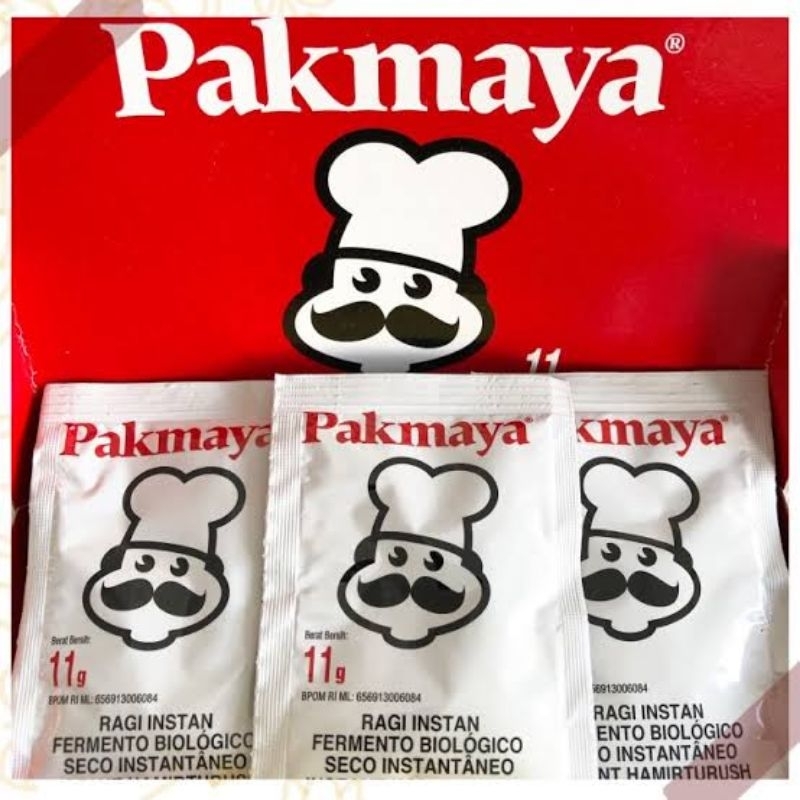 Pakmaya®
11
Pakmaya
Berat Bersih:
11g
BPOM RI ML: 656913006084
RAGI INSTAN
FERMENTO BIOLÓGICO
SECO INSTANTÂNEO
Pakmaya®
Berat Bersih:
11g
BPOM RI ML: 656913006084
RAGI INSTAN
FERMENTO BIOLÓGICO
SECO INSTANTÂNEO
kmaya®
56913006084
RAGI INSTAN
ENTO BIOLÓGICO
O INSTANTÂNEO
NT HAMIRTURUSH